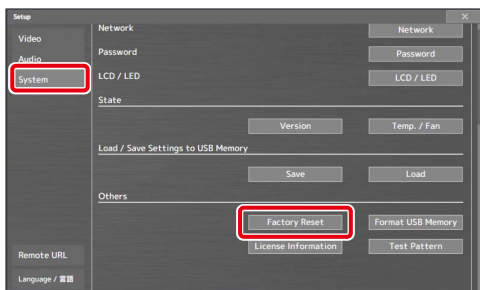 Setup
Video
Audio
System
Remote URL
Language / 言語
Network Network
Password Password
LCD / LED LCD / LED
State
Version Temp. / Fan
Load / Save Settings to USB Memory
Save Load
Others
Factory Reset Format USB Memory
License Information Test Pattern